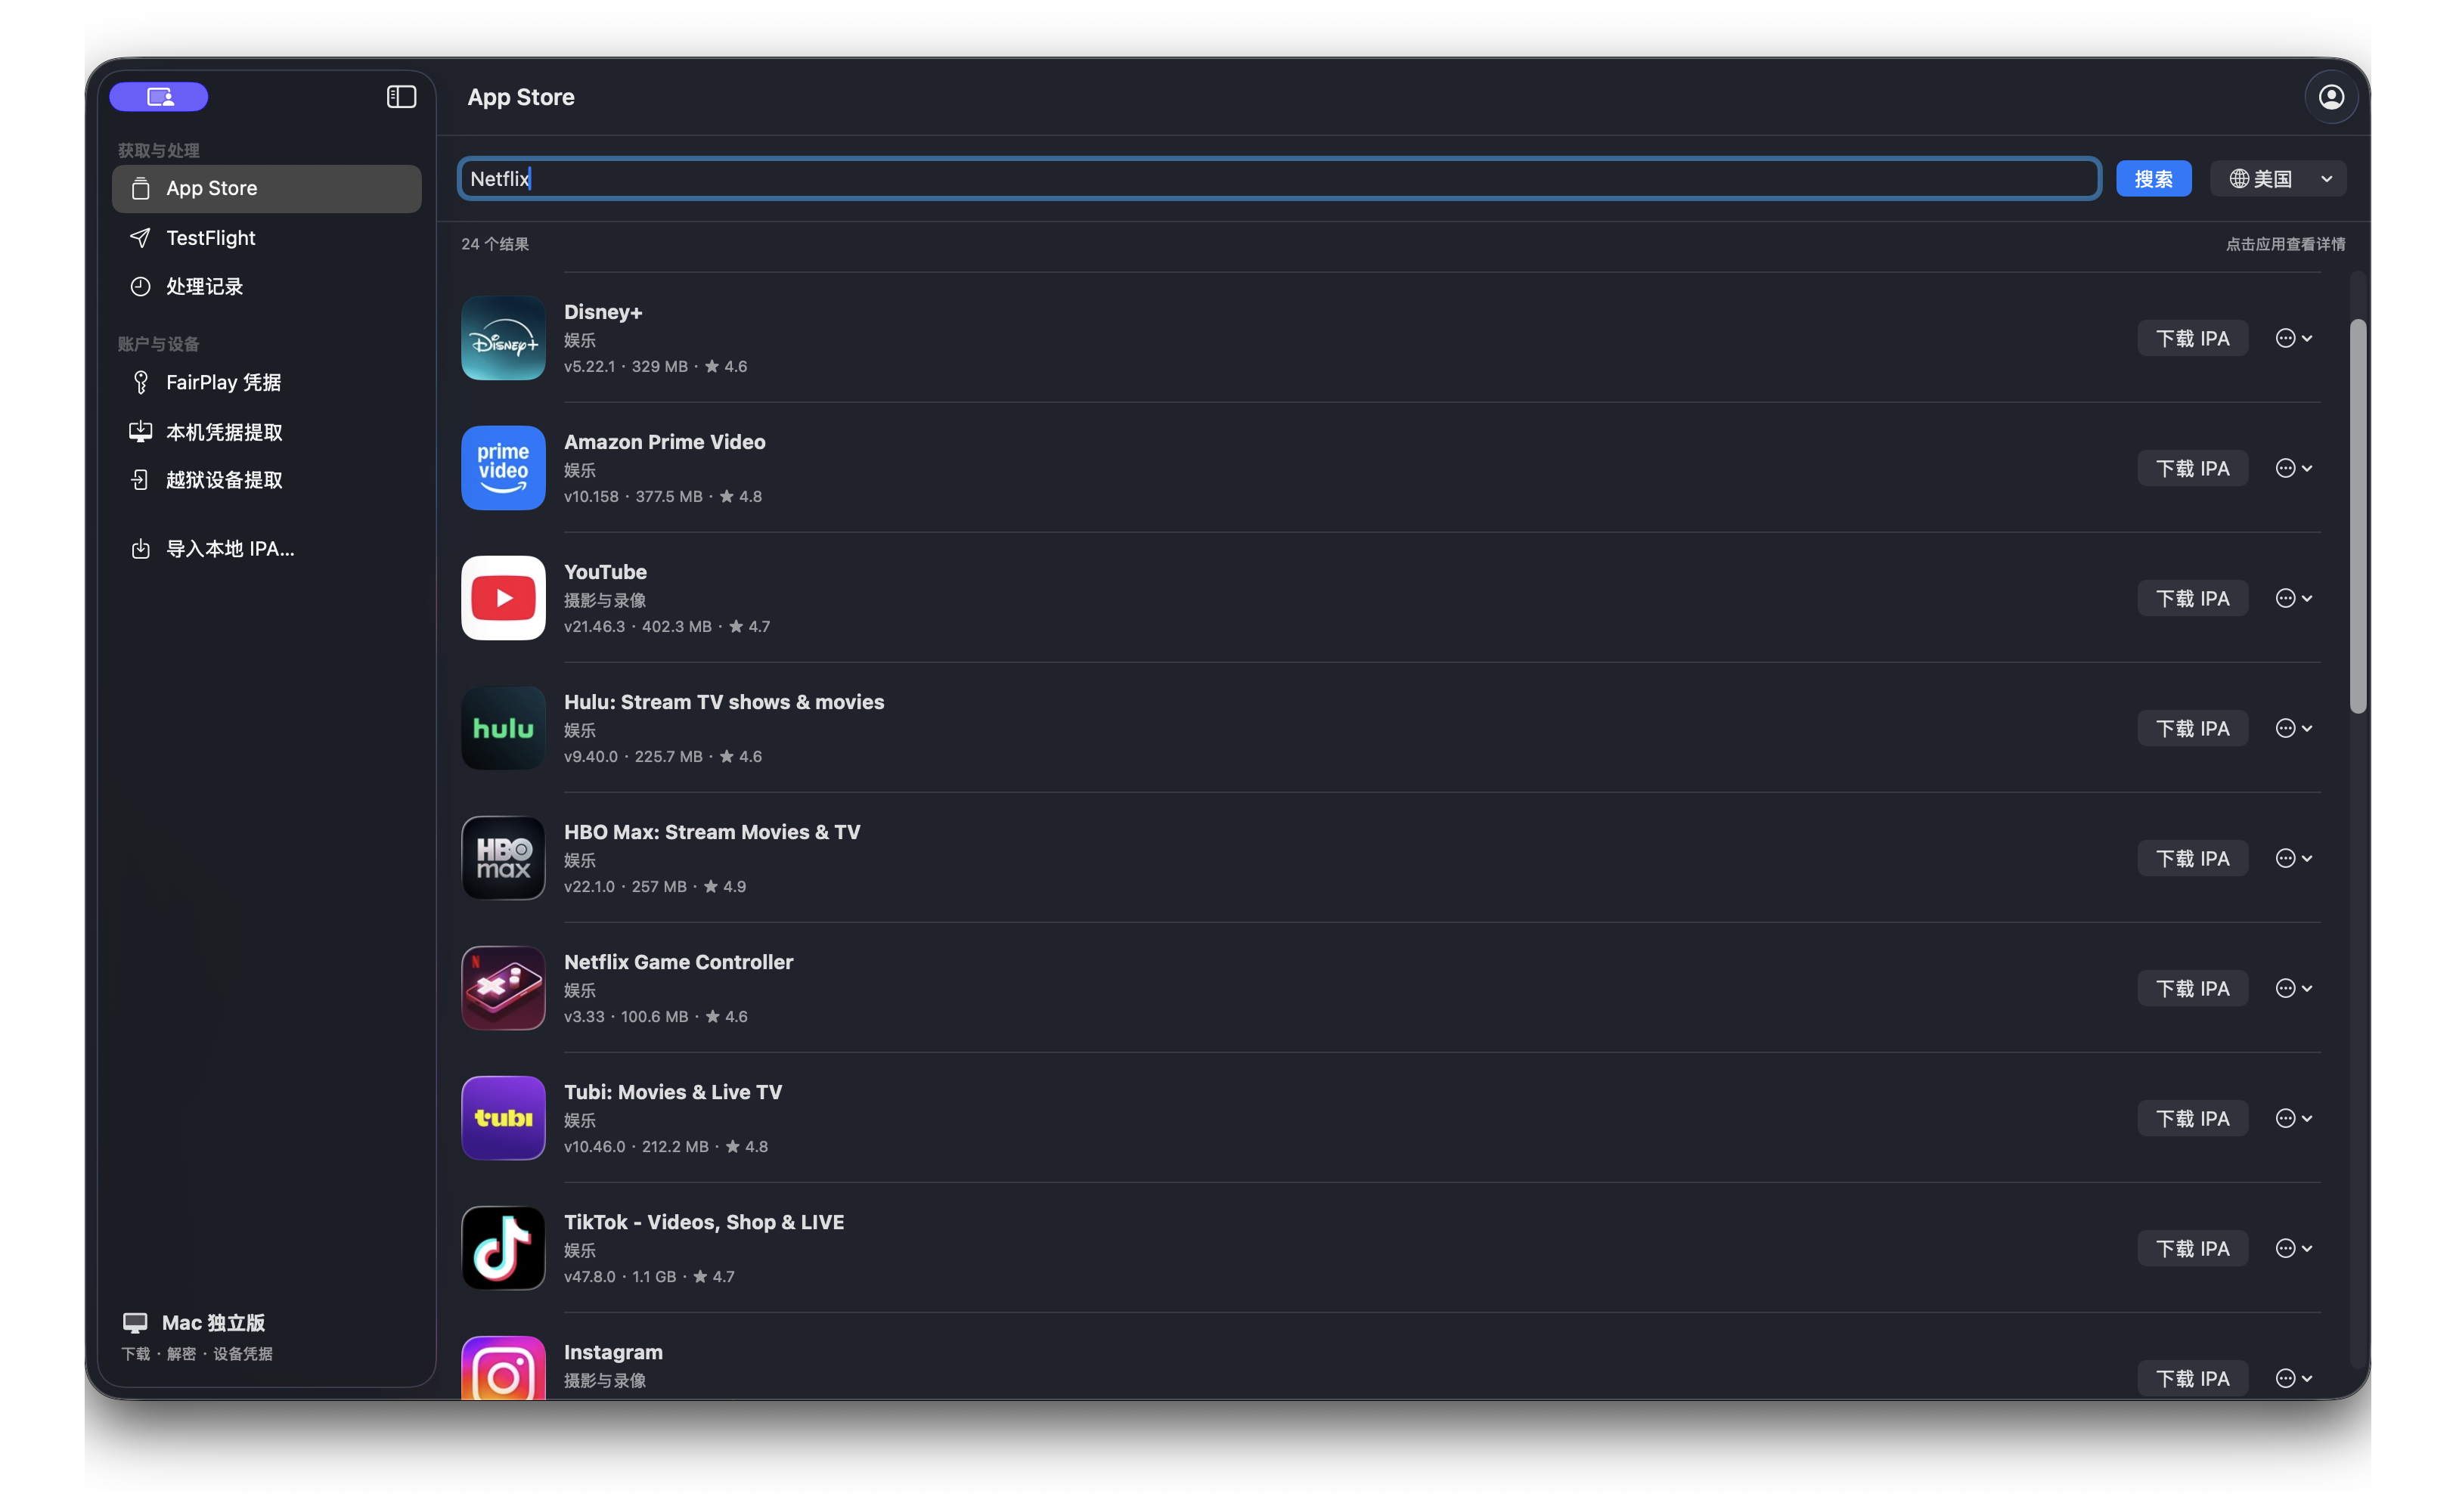 App Store
获取与处理
App Store
TestFlight
处理记录
账户与设备
FairPlay 凭据
本机凭据提取
越狱设备提取
导入本地 IPA...
Mac 独立版
下载 · 解密 · 设备凭据
Netflix
搜索
美国
24 个结果
点击应用查看详情
Disney+
Disney+
娱乐
v5.22.1 · 329 MB · ★ 4.6
下载 IPA
prime
video
Amazon Prime Video
娱乐
v10.158 · 377.5 MB · ★ 4.8
下载 IPA
YouTube
摄影与录像
v21.46.3 · 402.3 MB · ★ 4.7
下载 IPA
hulu
Hulu: Stream TV shows & movies
娱乐
v9.40.0 · 225.7 MB · ★ 4.6
下载 IPA
HBO
max
HBO Max: Stream Movies & TV
娱乐
v22.1.0 · 257 MB · ★ 4.9
下载 IPA
N
Netflix Game Controller
娱乐
v3.33 · 100.6 MB · ★ 4.6
下载 IPA
tubi
Tubi: Movies & Live TV
娱乐
v10.46.0 · 212.2 MB · ★ 4.8
下载 IPA
TikTok - Videos, Shop & LIVE
娱乐
v47.8.0 · 1.1 GB · ★ 4.7
下载 IPA
Instagram
摄影与录像
下载 IPA